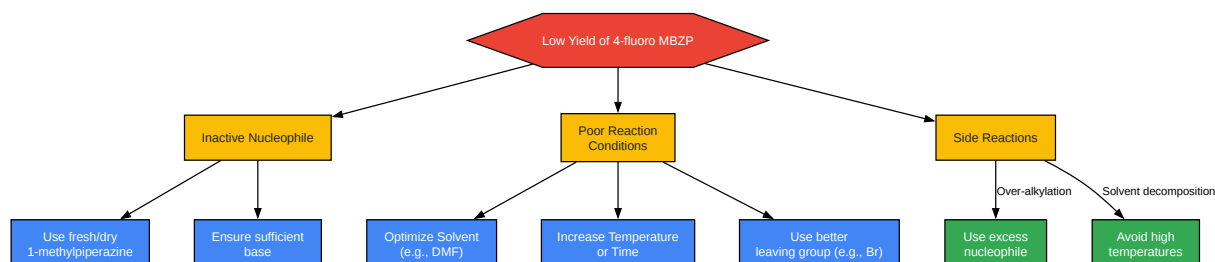 Low Yield of 4-fluoro MBZP
Inactive Nucleophile
Poor Reaction
Conditions
Side Reactions
Over-alkylation
Solvent decomposition
Use fresh/dry
1-methylpiperazine
Ensure sufficient
base
Optimize Solvent
(e.g., DMF)
Increase Temperature
or Time
Use better
leaving group (e.g., Br)
Use excess
nucleophile
Avoid high
temperatures